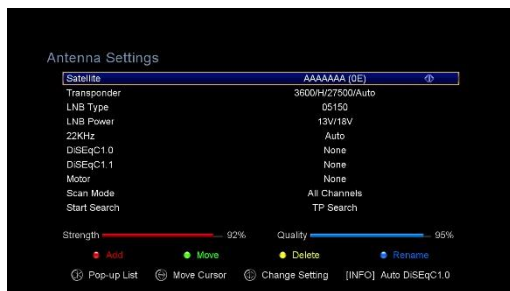 Antenna Settings
Satellite AAAAAAA (0E)
Transponder 3600/H/27500/Auto
LNB Type 05150
LNB Power 13V/18V
22KHz Auto
DiSEqC1.0 None
DiSEqC1.1 None
Motor None
Scan Mode All Channels
Start Search TP Search
Strength 92% Quality 95%
Add Move Delete Rename
Pop-up List Move Cursor Change Setting [INFO] Auto DiSEqC1.0